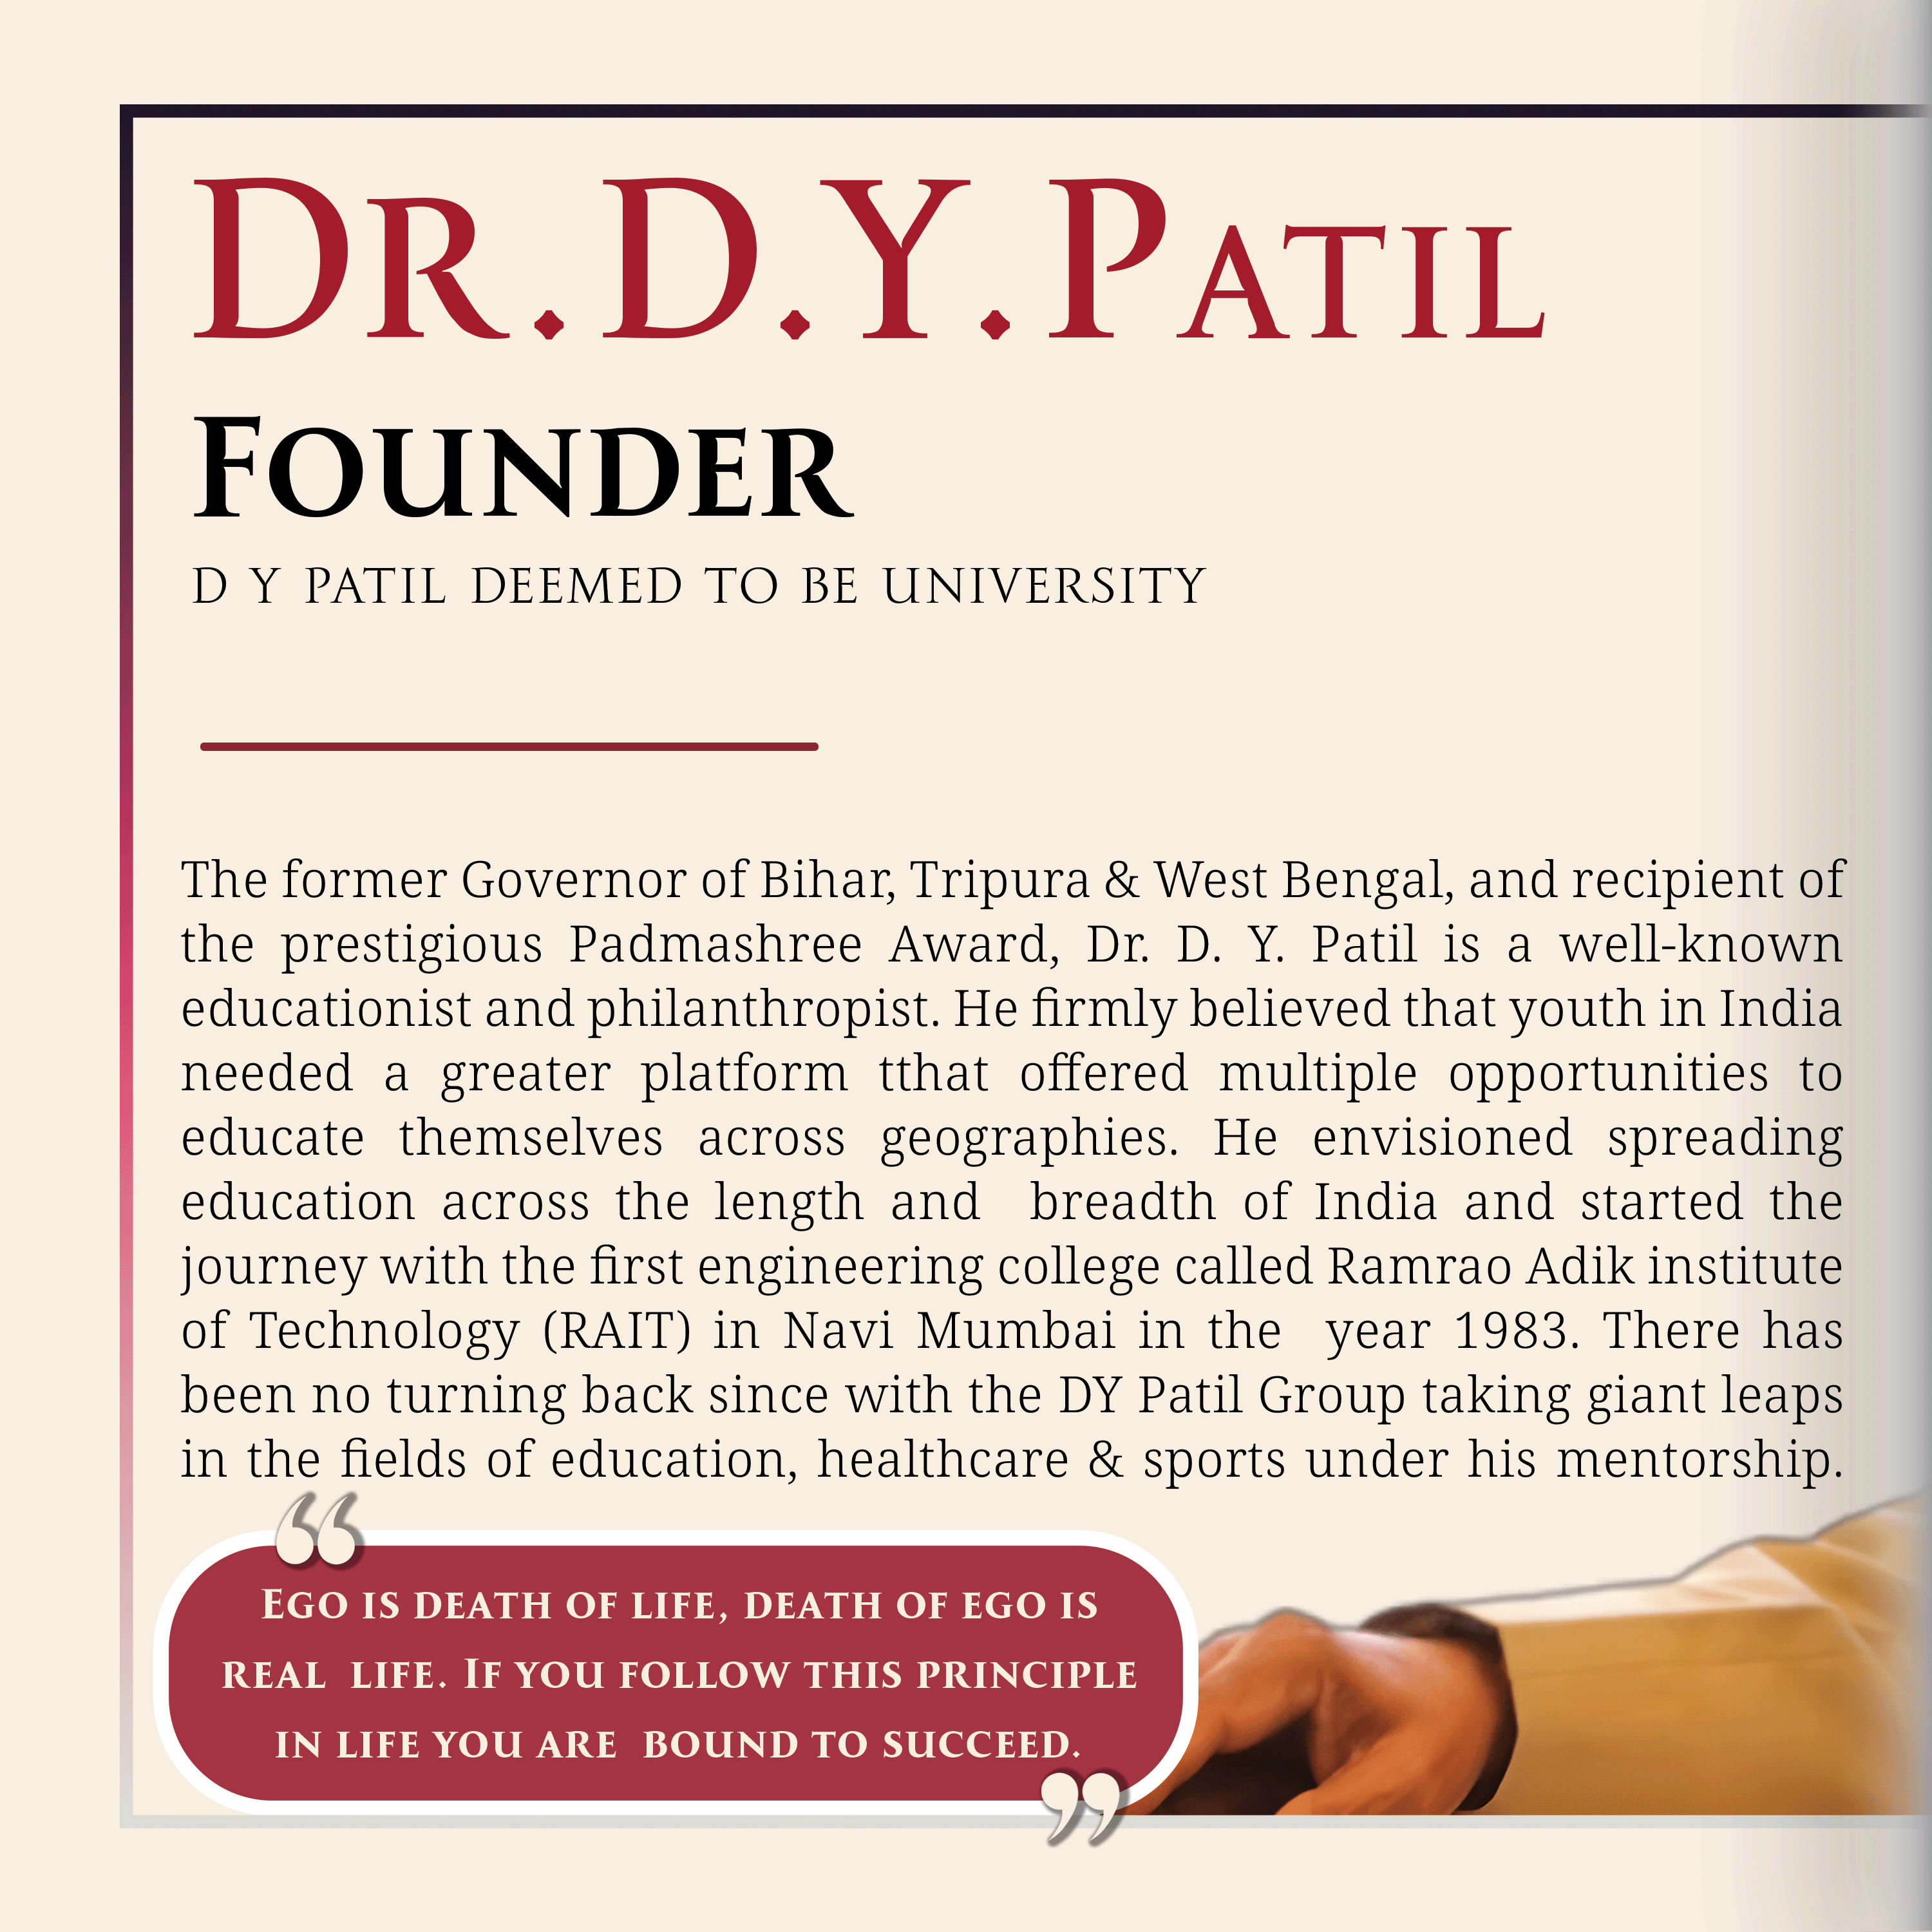 Dr. D.Y. Patil
Founder
D Y PATIL DEEMED TO BE UNIVERSITY
The former Governor of Bihar, Tripura & West Bengal, and recipient of
the prestigious Padmashree Award, Dr. D. Y. Patil is a well-known
educationist and philanthropist. He firmly believed that youth in India
needed a greater platform tthat offered multiple opportunities to
educate themselves across geographies. He envisioned spreading
education across the length and breadth of India and started the
journey with the first engineering college called Ramrao Adik institute
of Technology (RAIT) in Navi Mumbai in the year 1983. There has
been no turning back since with the DY Patil Group taking giant leaps
in the fields of education, healthcare & sports under his mentorship.
“Ego is death of life, death of ego is
real life. If you follow this principle
in life you are bound to succeed.”